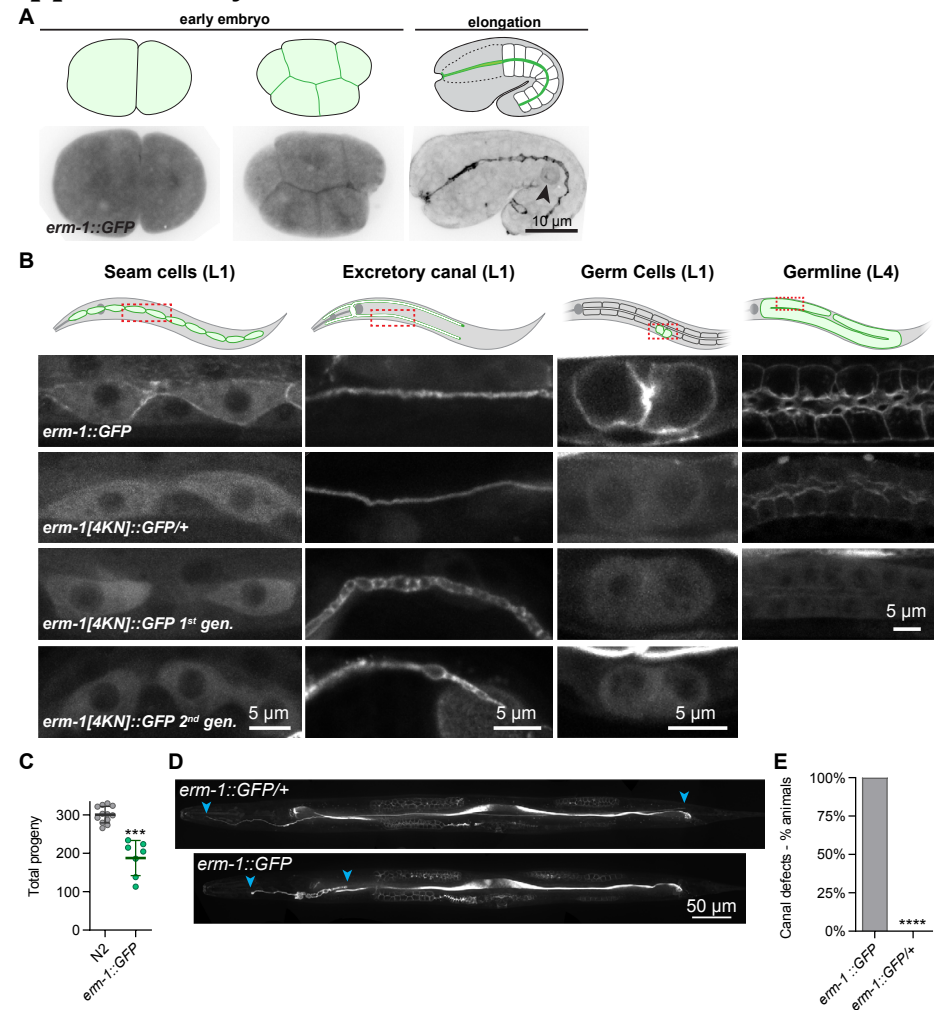 A
early embryo
elongation
erm-1::GFP
10 µm
B
Seam cells (L1)
Excretory canal (L1)
Germ Cells (L1)
Germline (L4)
erm-1::GFP
erm-1[4KN]::GFP/+
erm-1[4KN]::GFP 1st gen.
5 µm
erm-1[4KN]::GFP 2nd gen.
5 µm
5 µm
5 µm
C
Total progeny
300
200
100
0
***
N2
erm-1::GFP
D
erm-1::GFP/+
erm-1::GFP
50 µm
E
Canal defects - % animals
100%
75%
50%
25%
0%
****
erm-1 ::GFP
erm-1::GFP/+